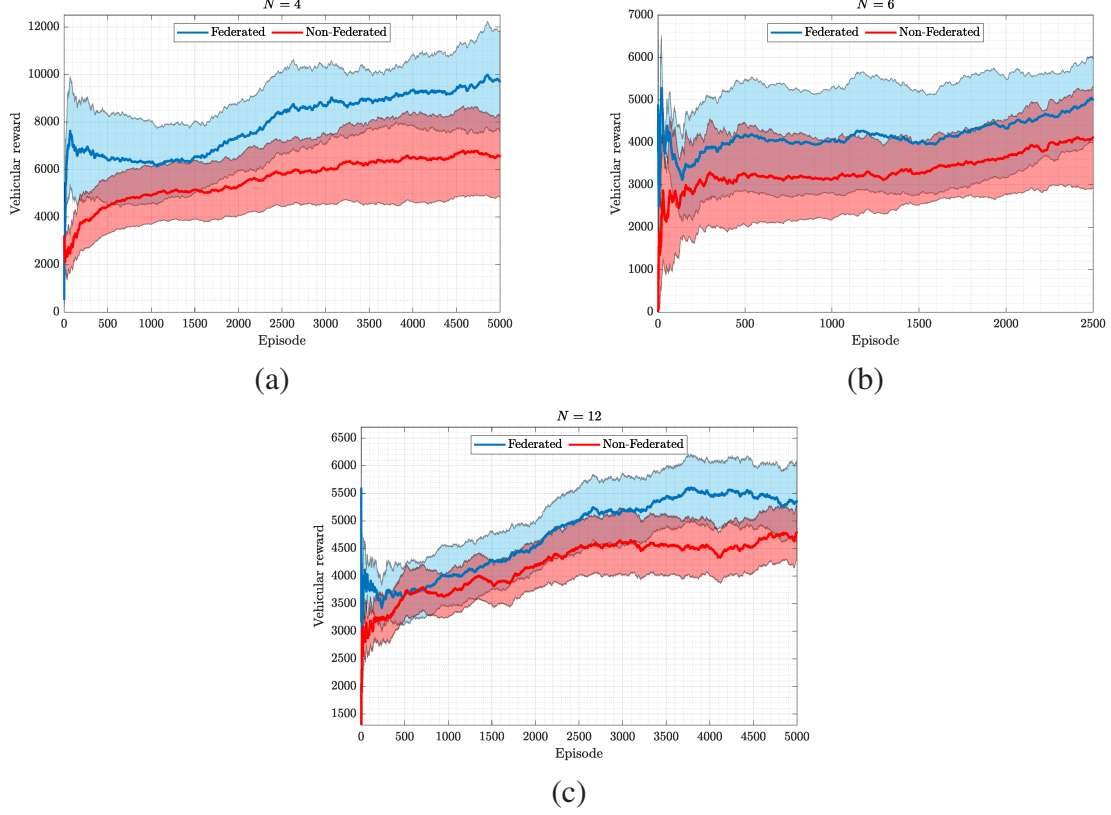 N = 4
Federated Non-Federated
12000
10000
8000
6000
4000
2000
0
Vehicular reward
0 500 1000 1500 2000 2500 3000 3500 4000 4500 5000
Episode
(a)
N = 6
Federated Non-Federated
7000
6000
5000
4000
3000
2000
1000
0
Vehicular reward
0 500 1000 1500 2000 2500
Episode
(b)
N = 12
Federated Non-Federated
6500
6000
5500
5000
4500
4000
3500
3000
2500
2000
1500
Vehicular reward
0 500 1000 1500 2000 2500 3000 3500 4000 4500 5000
Episode
(c)